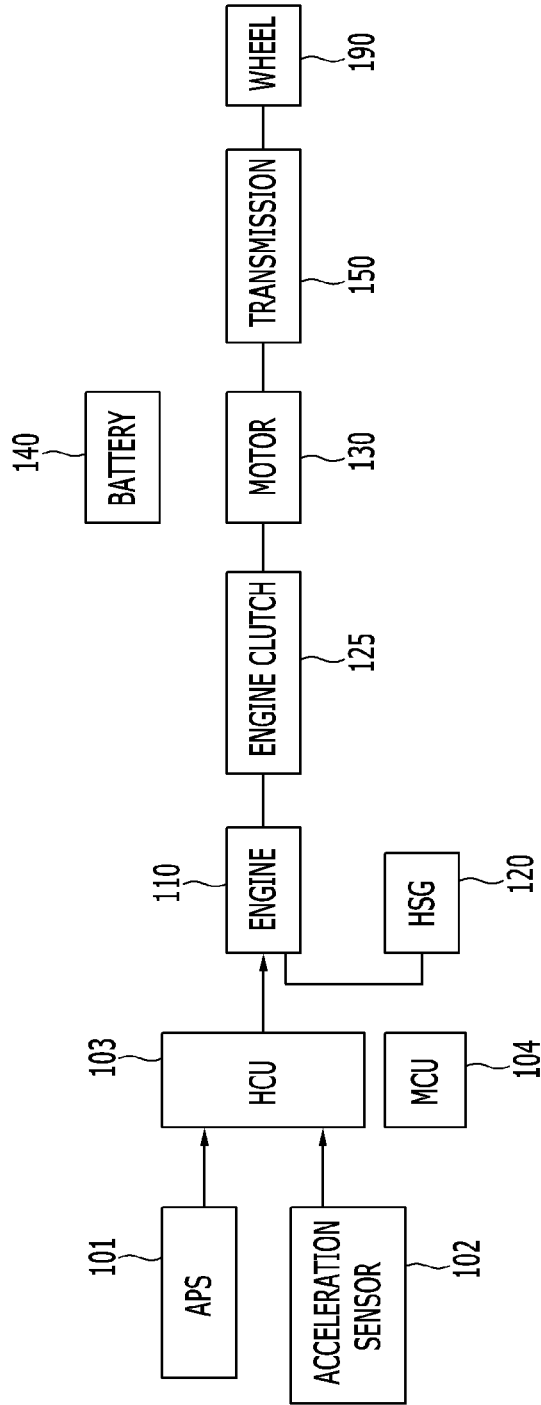 140
BATTERY
110
ENGINE
ENGINE CLUTCH
125
MOTOR
130
TRANSMISSION
150
WHEEL
190
103
HCU
101
APS
ACCELERATION
SENSOR
102
MCU
104
HSG
120